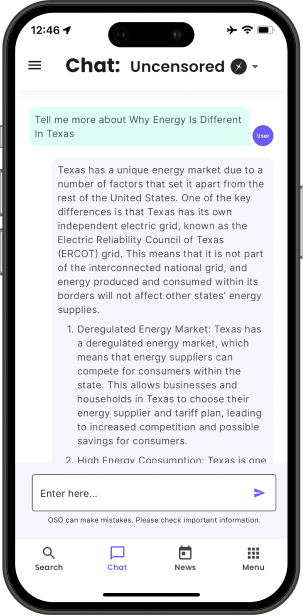 12:46
Chat: Uncensored
Tell me more about Why Energy Is Different
In Texas
User
Texas has a unique energy market due to a
number of factors that set it apart from the
rest of the United States. One of the key
differences is that Texas has its own
independent electric grid, known as the
Electric Reliability Council of Texas
(ERCOT) grid. This means that it is not part
of the interconnected national grid, and
energy produced and consumed within its
borders will not affect other states' energy
supplies.
1. Deregulated Energy Market: Texas has
a deregulated energy market, which
means that energy suppliers can
compete for consumers within the
state. This allows businesses and
households in Texas to choose their
energy supplier and tariff plan, leading
to increased competition and possible
savings for consumers.
2. High Energy Consumption: Texas is one
Enter here...
OSO can make mistakes. Please check important information.
Search Chat News Menu